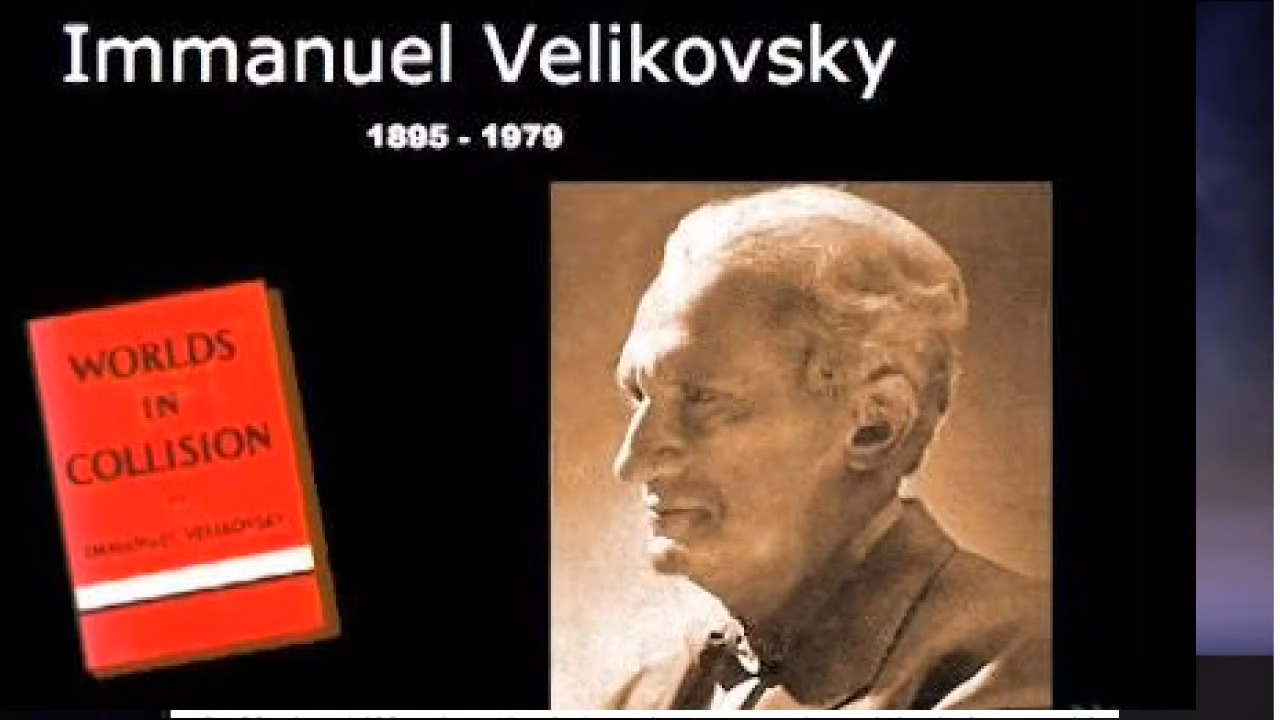 Immanuel Velikovsky
1895 - 1979
WORLDS
IN
COLLISION
IMMANUEL VELIKOVSKY